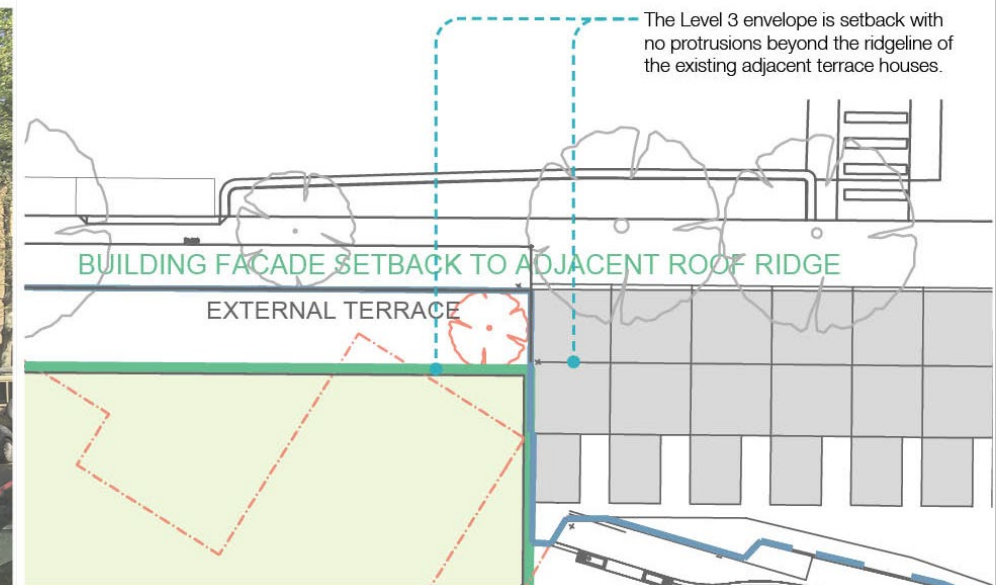 The Level 3 envelope is setback with
no protrusions beyond the ridgeline of
the existing adjacent terrace houses.
BUILDING FACADE SETBACK TO ADJACENT ROOF RIDGE
EXTERNAL TERRACE